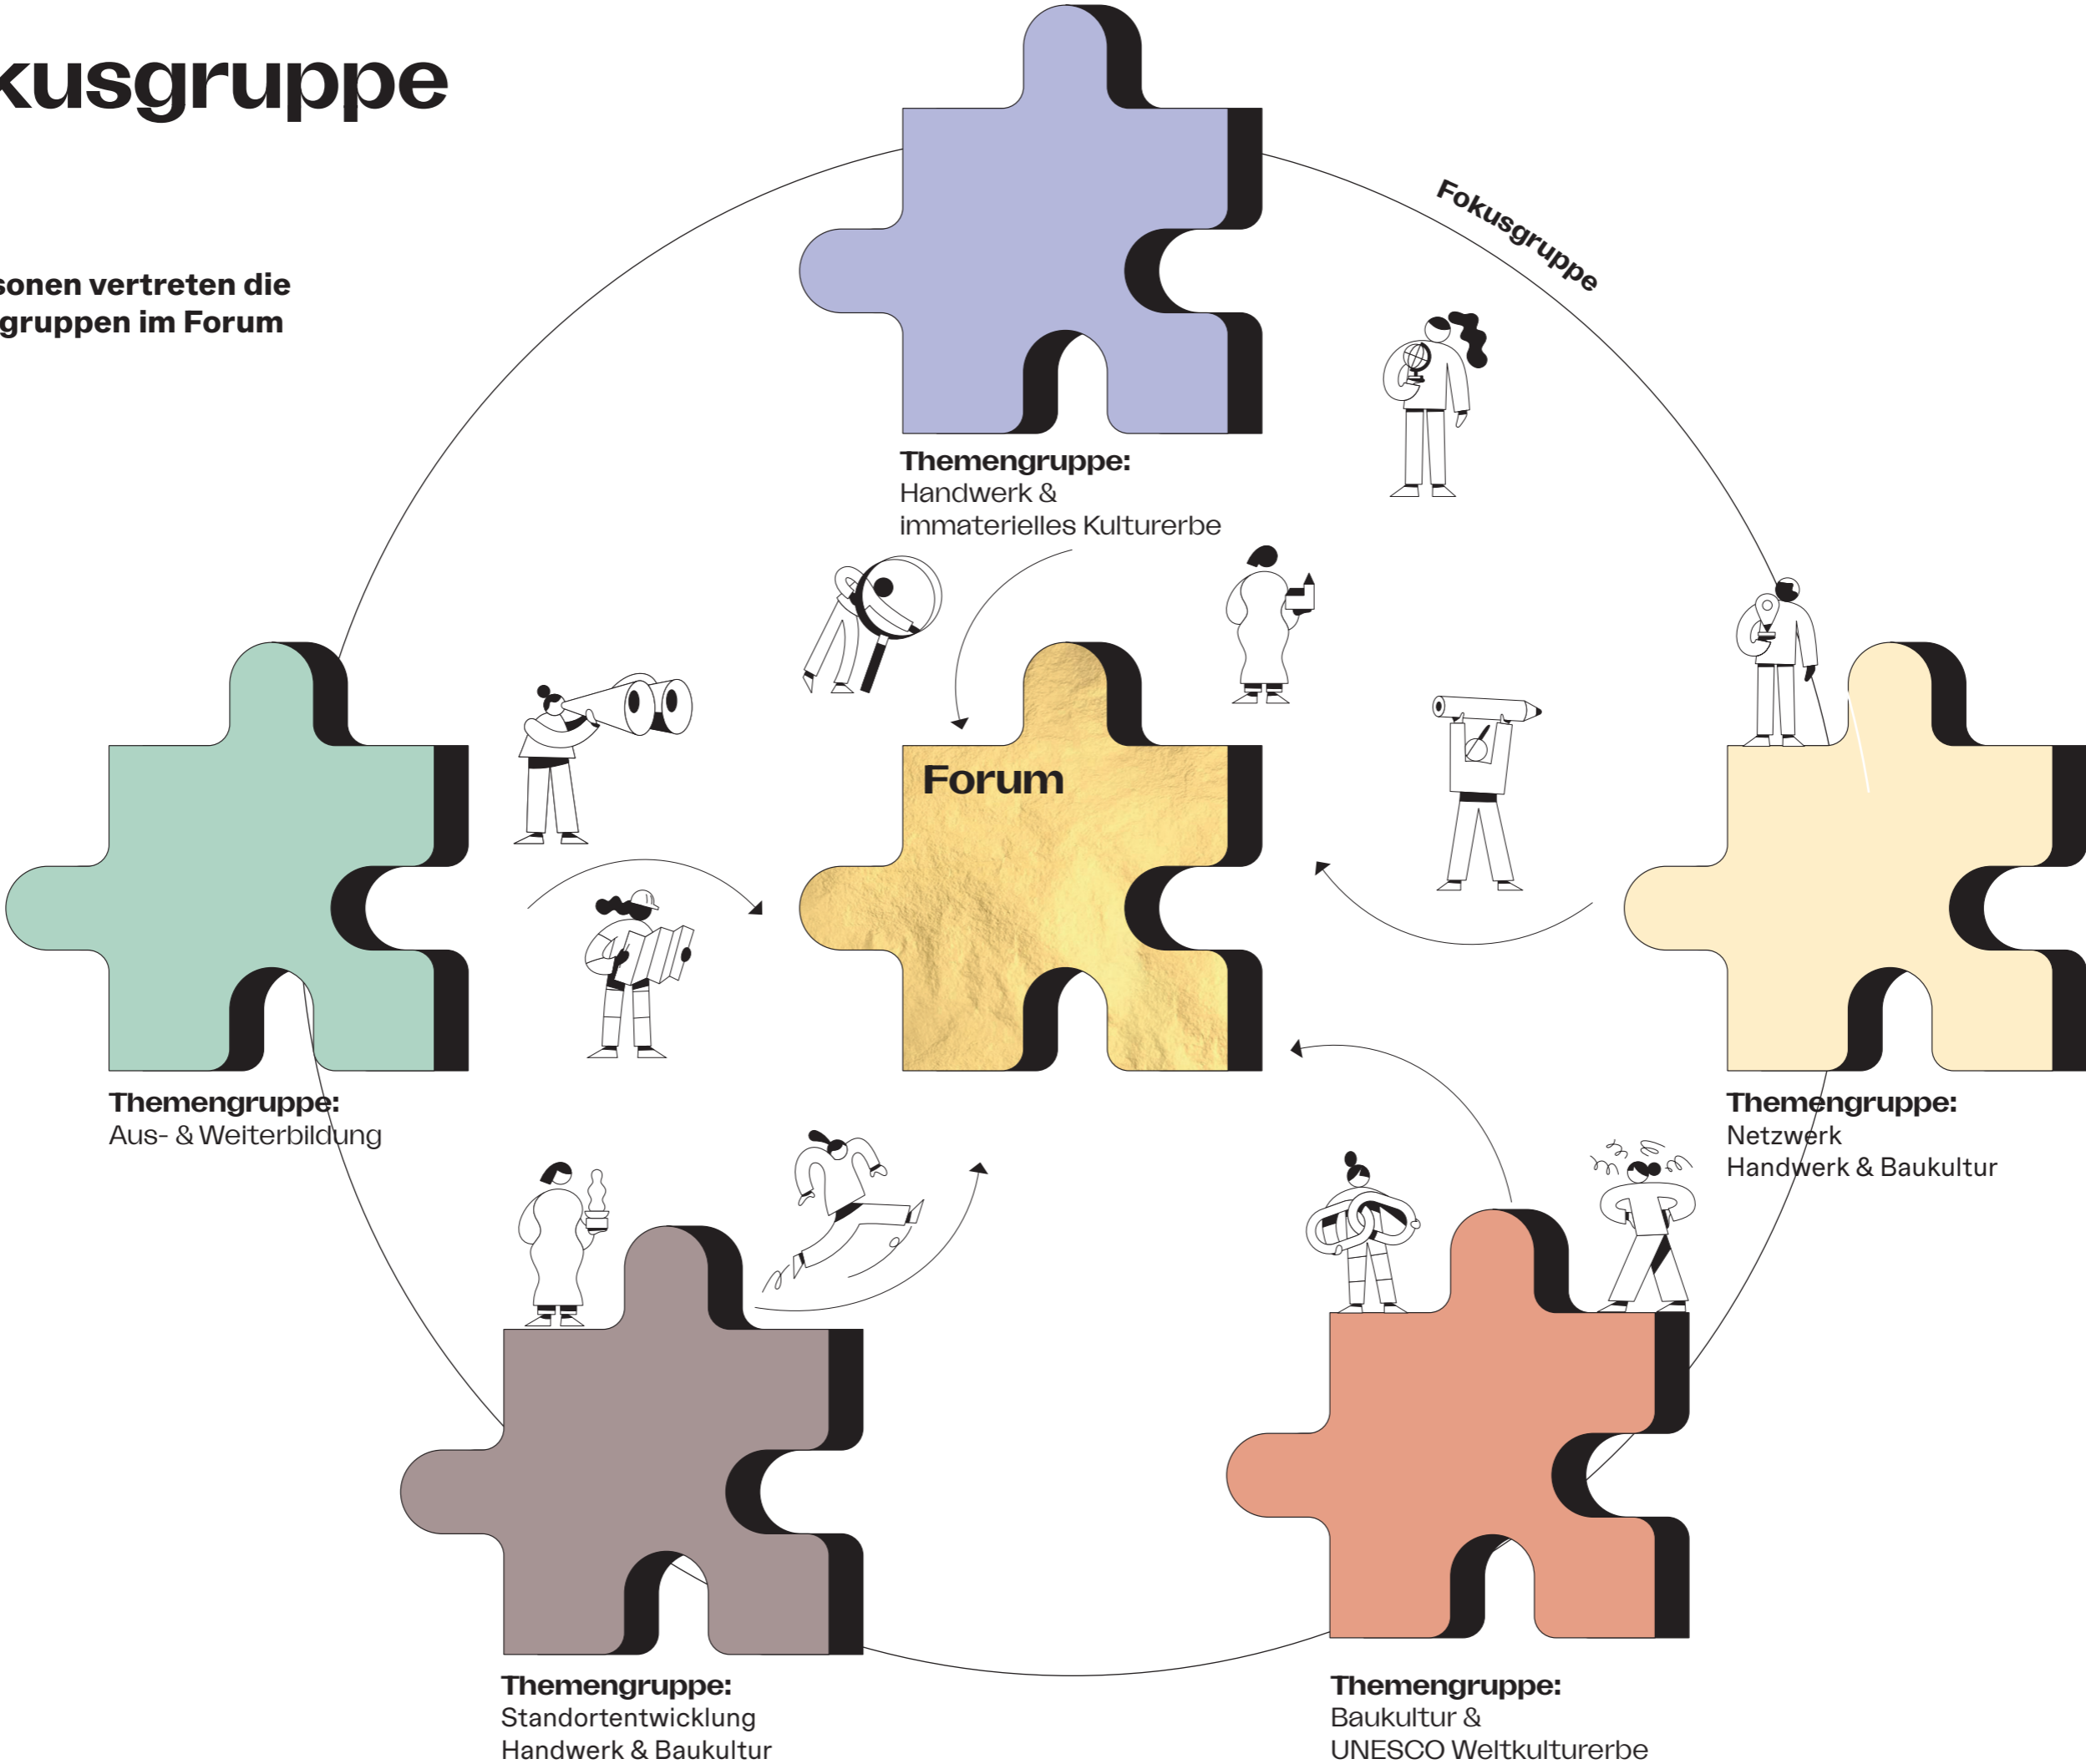 kusgruppe
sonen vertreten die
gruppen im Forum
Fokusgruppe
Themengruppe:
Handwerk &
immaterielles Kulturerbe
Forum
Themengruppe:
Aus- & Weiterbildung
Themengruppe:
Netzwerk
Handwerk & Baukultur
Themengruppe:
Standortentwicklung
Handwerk & Baukultur
Themengruppe:
Baukultur &
UNESCO Weltkulturerbe